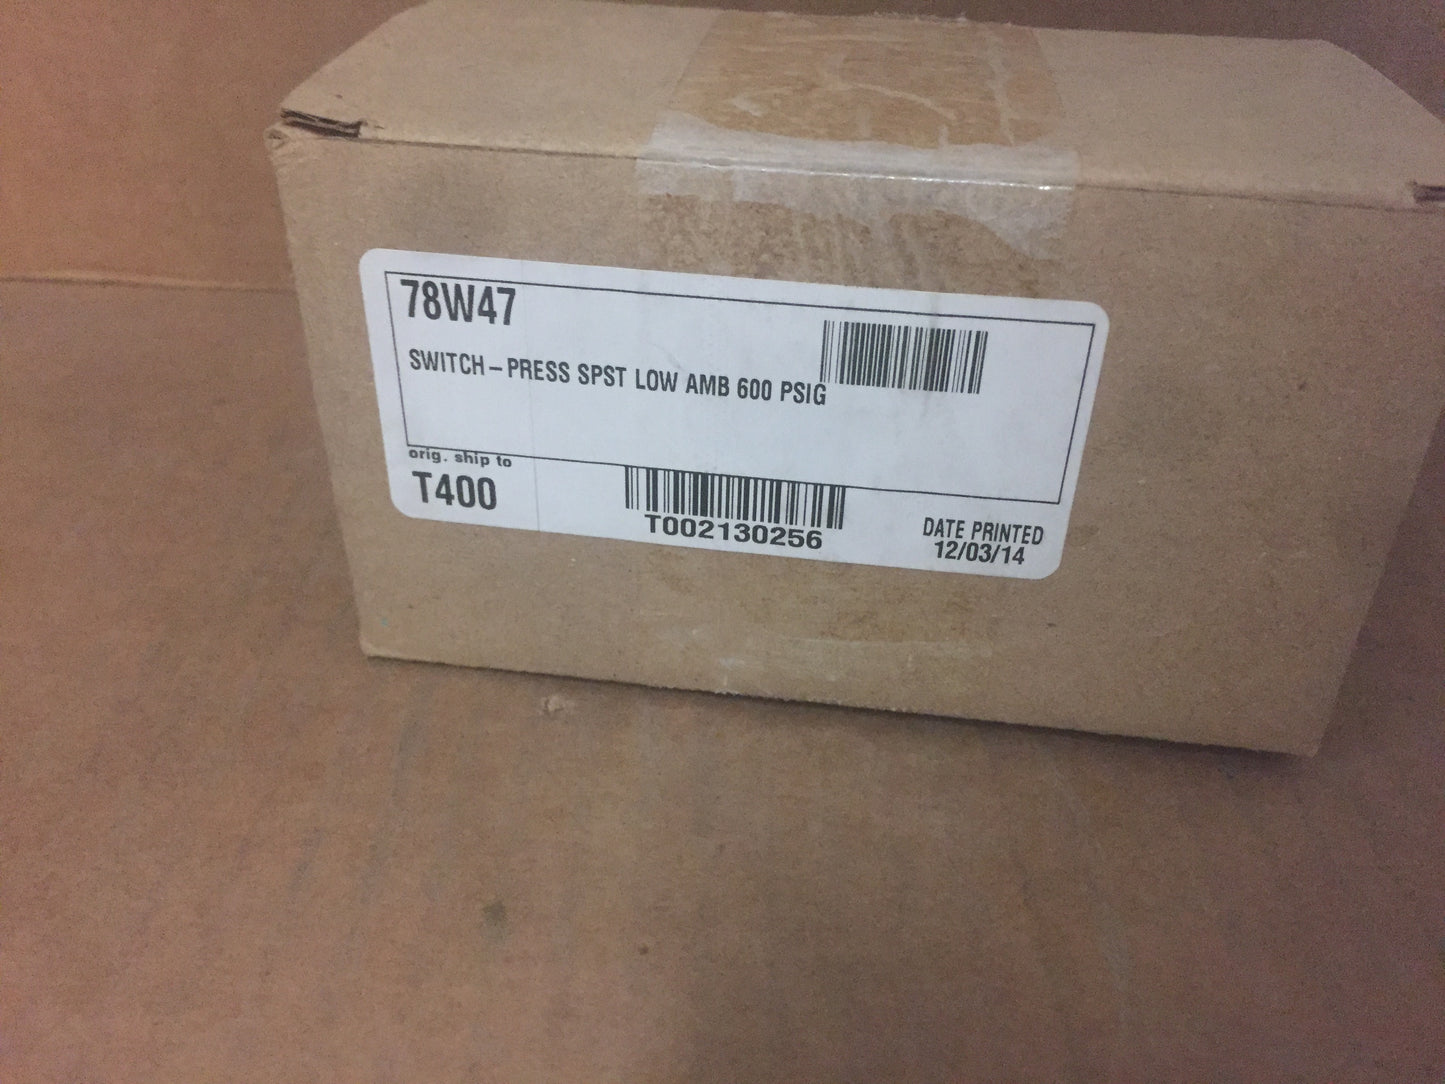 78W47
SWITCH-PRESS SPST LOW AMB 600 PSIG
orig. ship to
T400
T002130256
DATE PRINTED
12/03/14